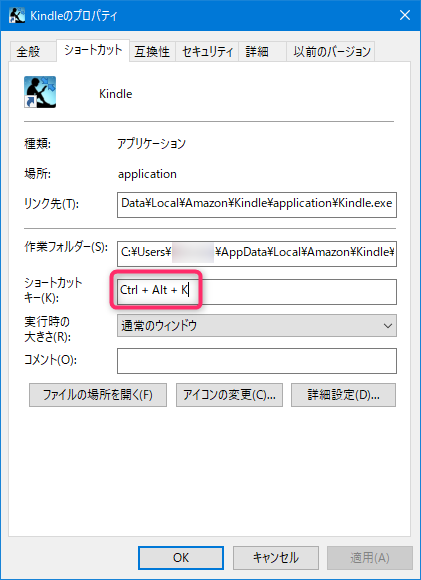 Kindleのプロパティ
全般 ショートカット 互換性 セキュリティ 詳細 以前のバージョン
Kindle
種類: アプリケーション
場所: application
リンク先(T): Data¥Local¥Amazon¥Kindle¥application¥Kindle.exe
作業フォルダー(S): C:¥Users¥ ¥AppData¥Local¥Amazon¥Kindle¥
ショートカット
キー(K): Ctrl + Alt + K
実行時の
大きさ(R): 通常のウィンドウ
コメント(O):
ファイルの場所を開く(F) アイコンの変更(C)... 詳細設定(D)...
OK キャンセル 適用(A)